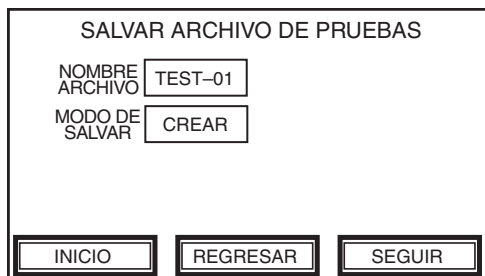 SALVAR ARCHIVO DE PRUEBAS
NOMBRE
ARCHIVO
TEST–01
MODO DE
SALVAR
CREAR
INICIO
REGRESAR
SEGUIR